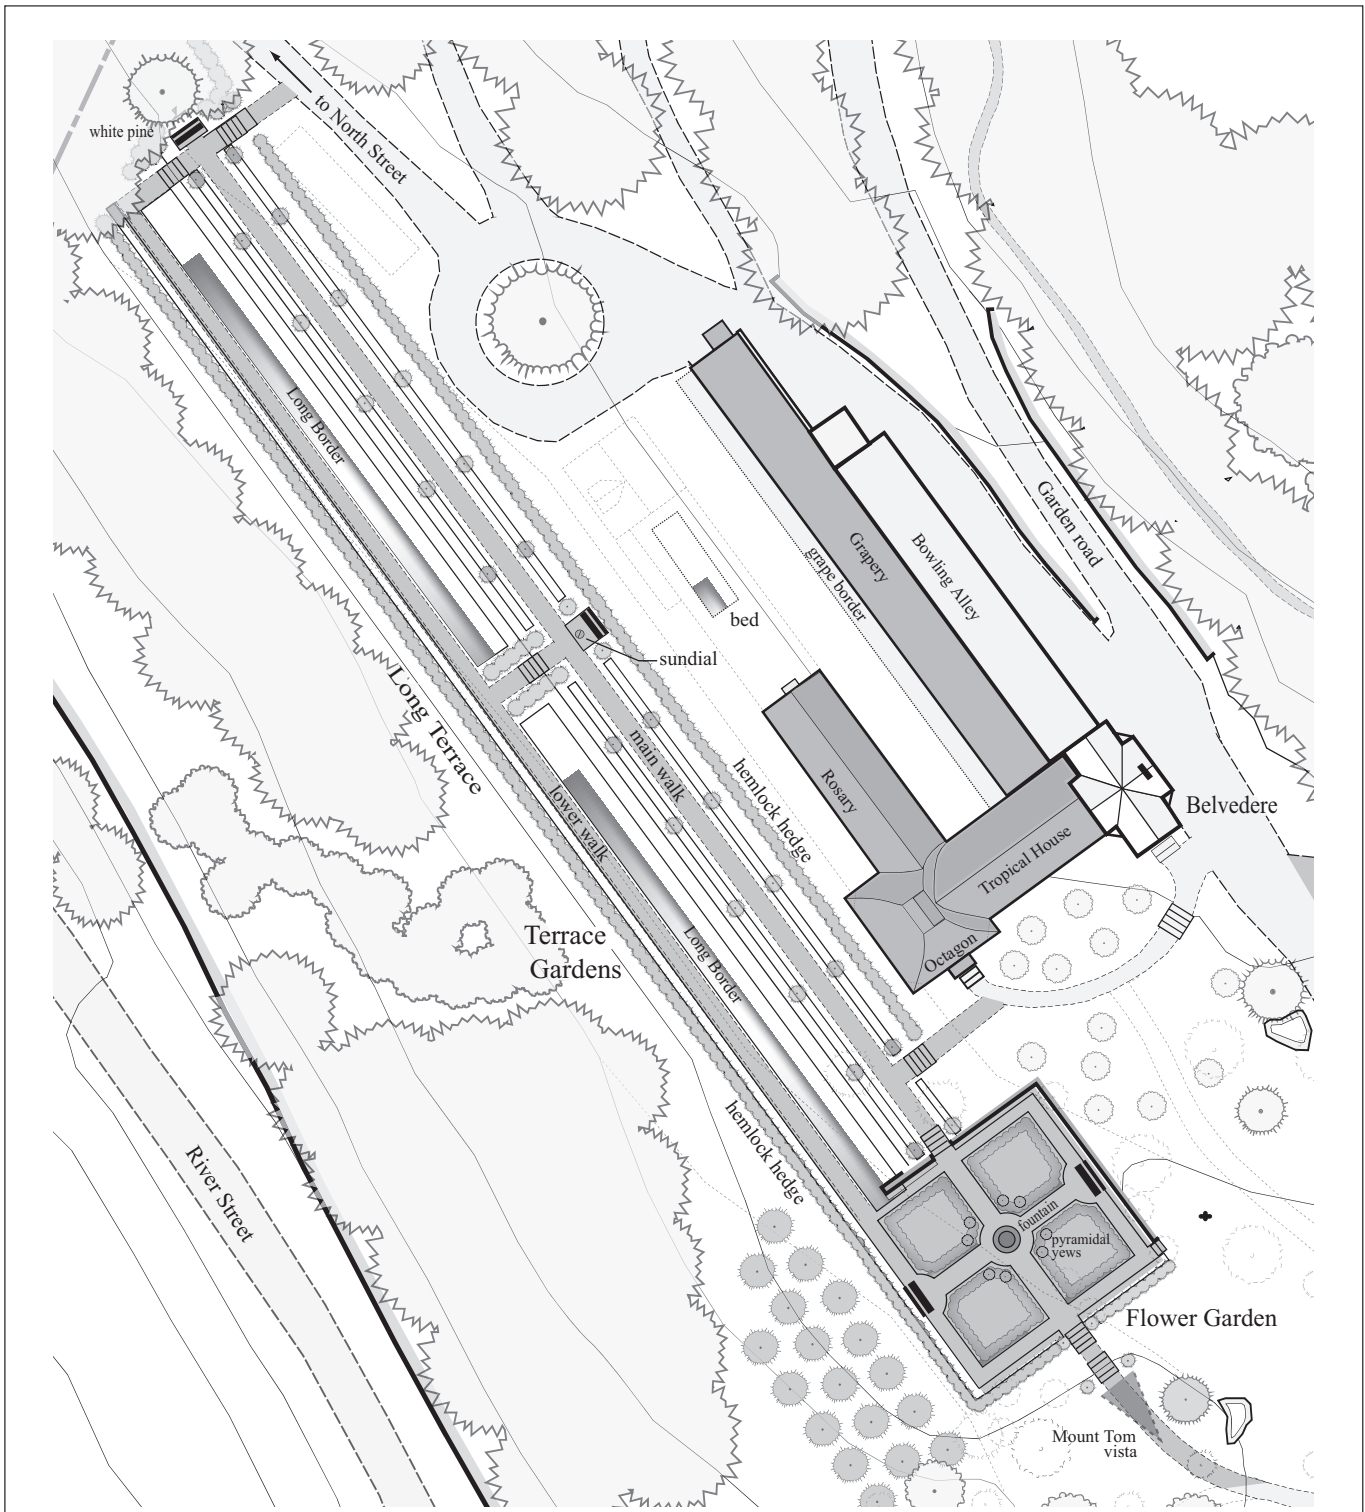 white pine
to North Street
Long Border
Garden road
Grapery
Bowling Alley
grape border
bed
sundial
Long Terrace
main walk
hemlock hedge
Rosary
lower walk
Belvedere
Tropical House
Terrace
Gardens
Long Border
Octagon
hemlock hedge
River Street
fountain
pyramidal
yews
Flower Garden
Mount Tom
vista